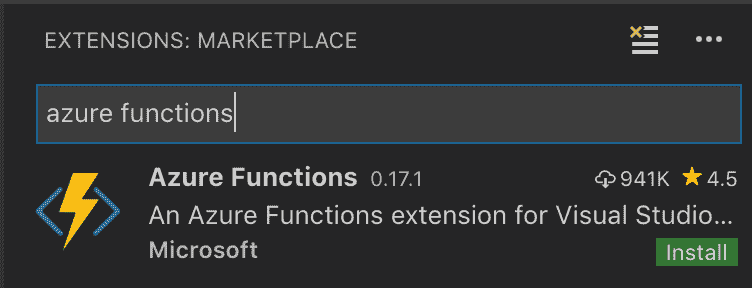 EXTENSIONS: MARKETPLACE
azure functions
Azure Functions 0.17.1 941K 4.5
An Azure Functions extension for Visual Studio...
Microsoft Install